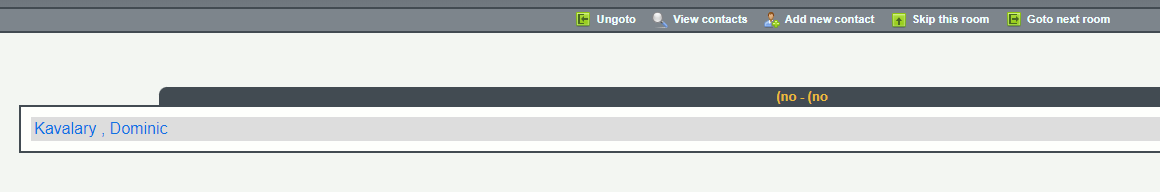 Ungoto View contacts Add new contact Skip this room Goto next room
(no - (no
Kavalary , Dominic